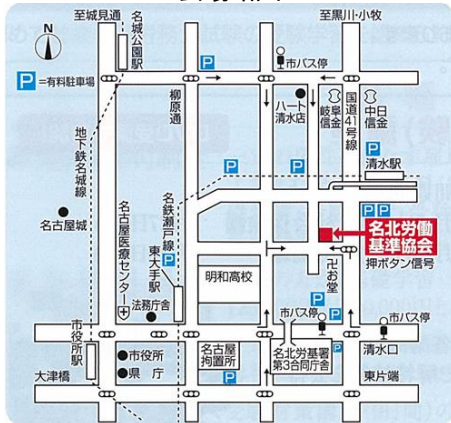 至城見通
至黒川・小牧
N
名城公園駅
P
市バス停
P=有料駐車場
柳原通
ハート清水店
岐阜信金
国道41号線
中日信金
地下鉄名城線
P
P
P
清水駅
名古屋城
名古屋医療センター
名鉄瀬戸線
東大手駅
P
P P
名北労働
基準協会
押ボタン信号
卍お堂
明和高校
法務庁舎
P
市バス停
市バス停
市役所駅
市役所
県庁
名古屋
拘置所
P
名北労基署
第3合同庁舎
P
清水口
大津橋
東片端